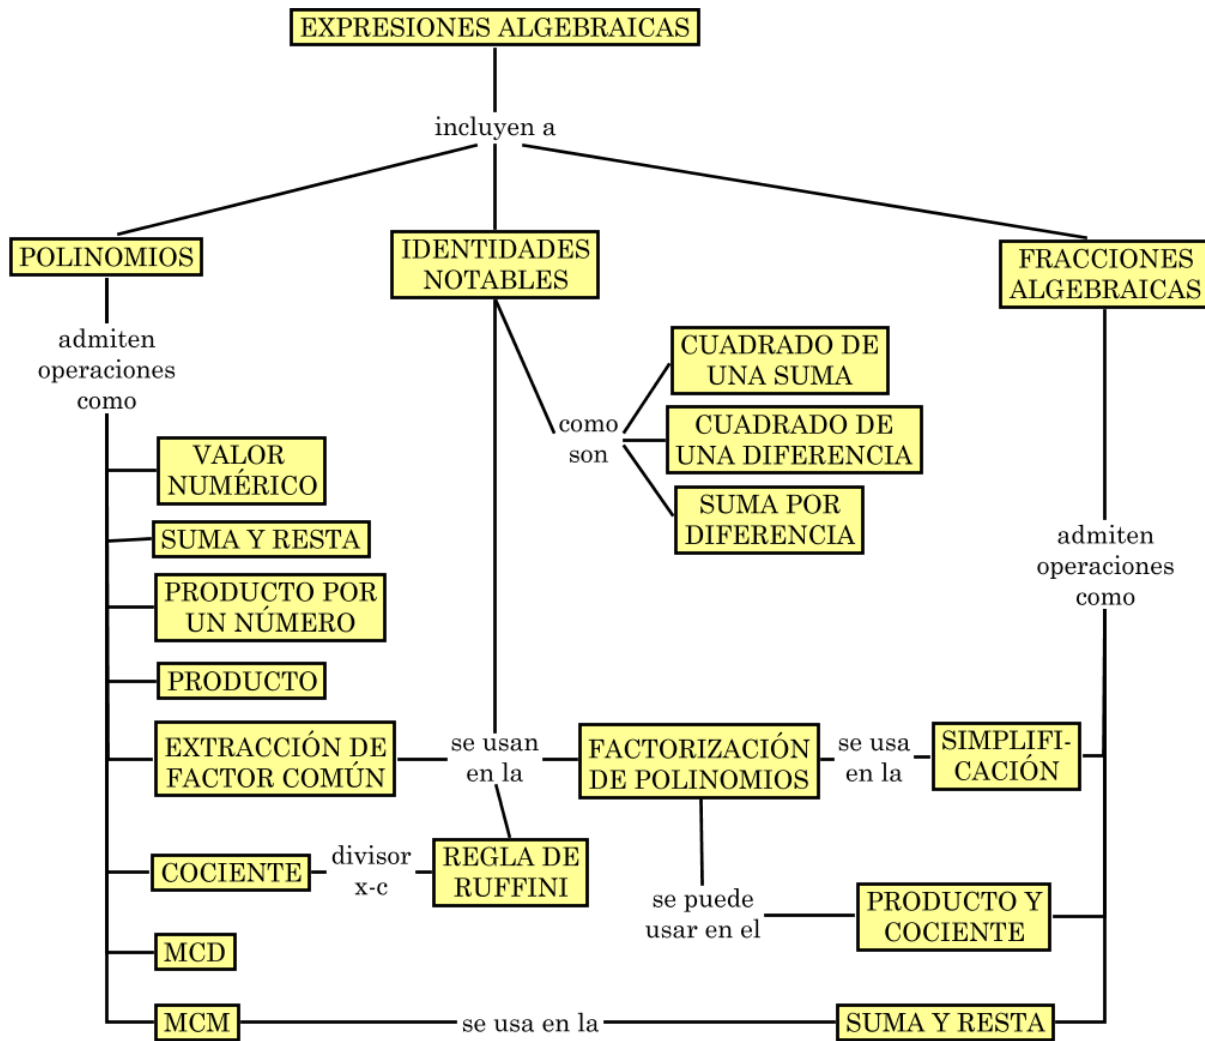 EXPRESIONES ALGEBRAICAS
incluyen a
POLINOMIOS
IDENTIDADES
NOTABLES
FRACCIONES
ALGEBRAICAS
admiten
operaciones
como
CUADRADO DE
UNA SUMA
como
son
CUADRADO DE
UNA DIFERENCIA
SUMA POR
DIFERENCIA
VALOR
NUMÉRICO
SUMA Y RESTA
PRODUCTO POR
UN NÚMERO
PRODUCTO
admiten
operaciones
como
EXTRACCIÓN DE
FACTOR COMÚN
se usan
en la
FACTORIZACIÓN
DE POLINOMIOS
se usa
en la
SIMPLIFI-
CACIÓN
COCIENTE
divisor
x-c
REGLA DE
RUFFINI
se puede
usar en el
PRODUCTO Y
COCIENTE
MCD
MCM
se usa en la
SUMA Y RESTA